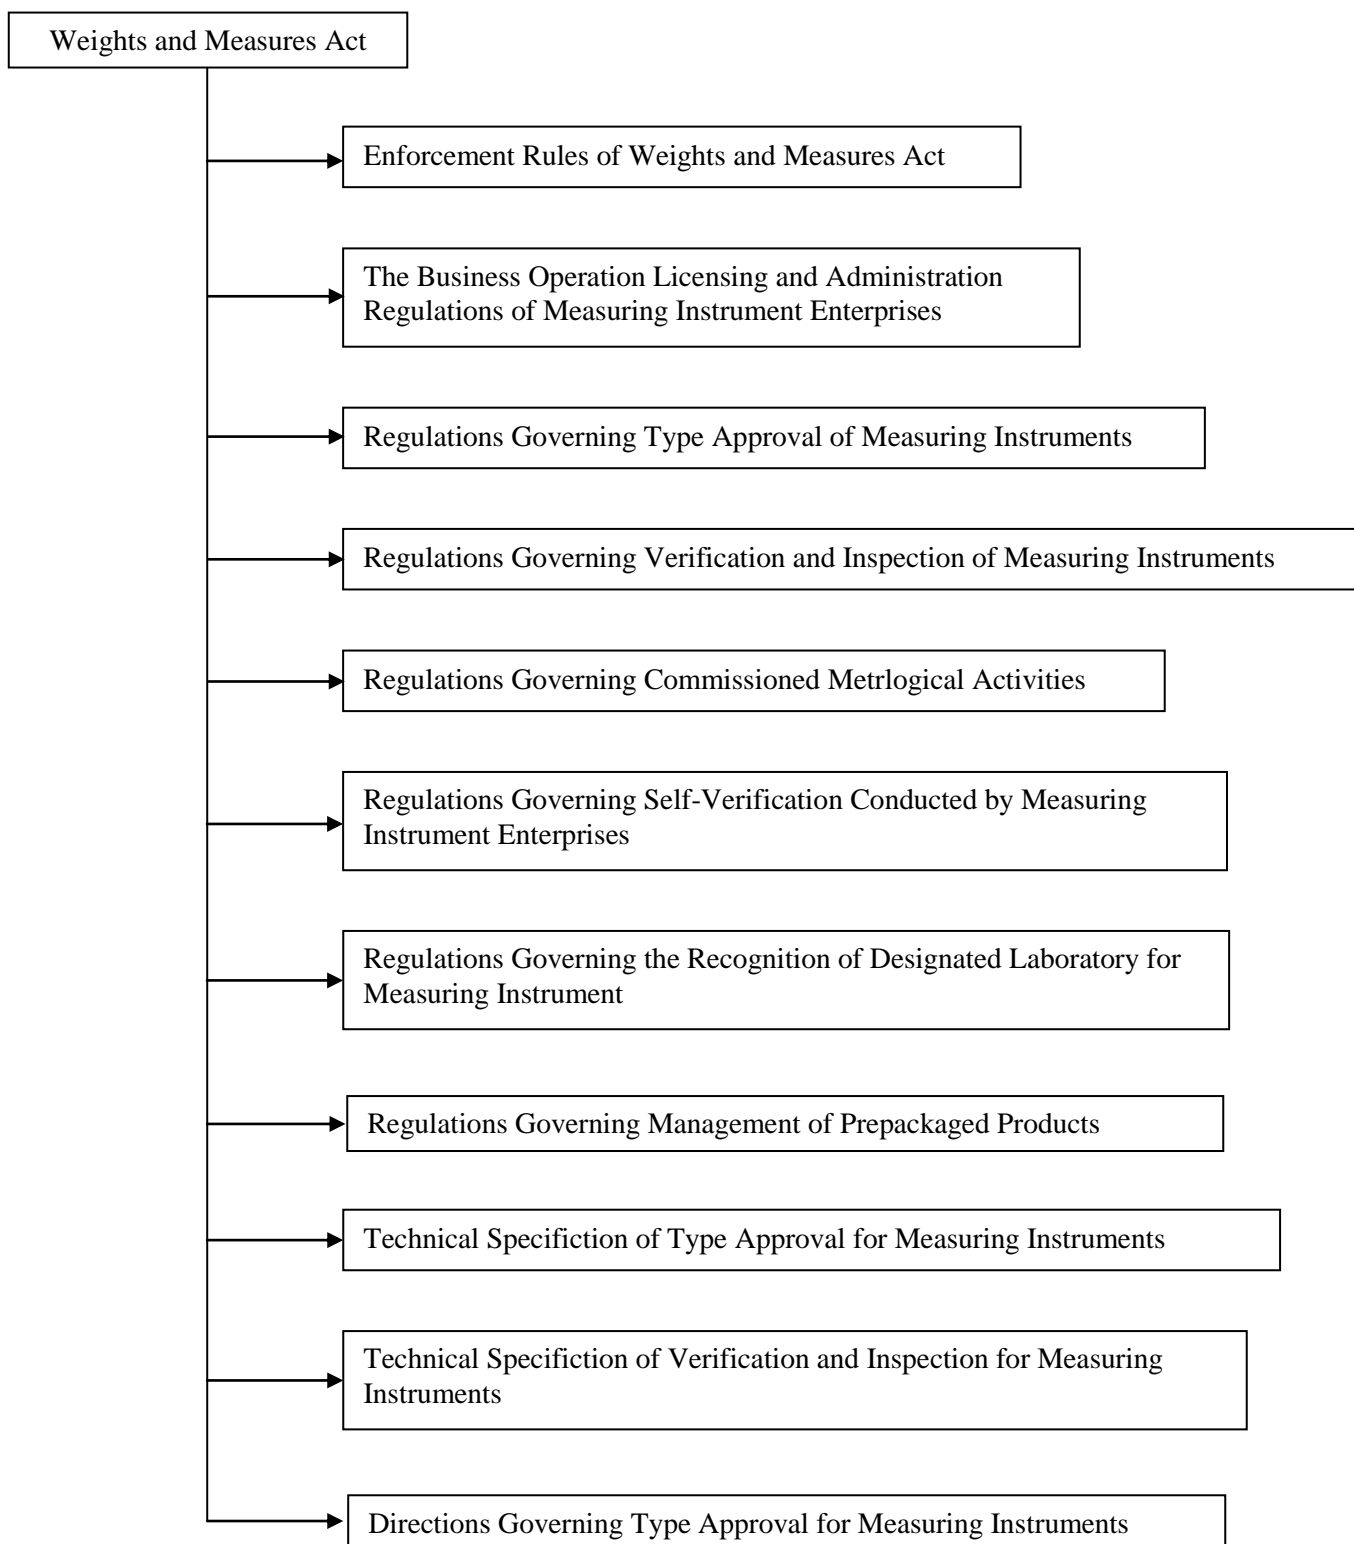 Weights and Measures Act
Enforcement Rules of Weights and Measures Act
The Business Operation Licensing and Administration
Regulations of Measuring Instrument Enterprises
Regulations Governing Type Approval of Measuring Instruments
Regulations Governing Verification and Inspection of Measuring Instruments
Regulations Governing Commissioned Metrlogical Activities
Regulations Governing Self-Verification Conducted by Measuring
Instrument Enterprises
Regulations Governing the Recognition of Designated Laboratory for
Measuring Instrument
Regulations Governing Management of Prepackaged Products
Technical Specifiction of Type Approval for Measuring Instruments
Technical Specifiction of Verification and Inspection for Measuring
Instruments
Directions Governing Type Approval for Measuring Instruments